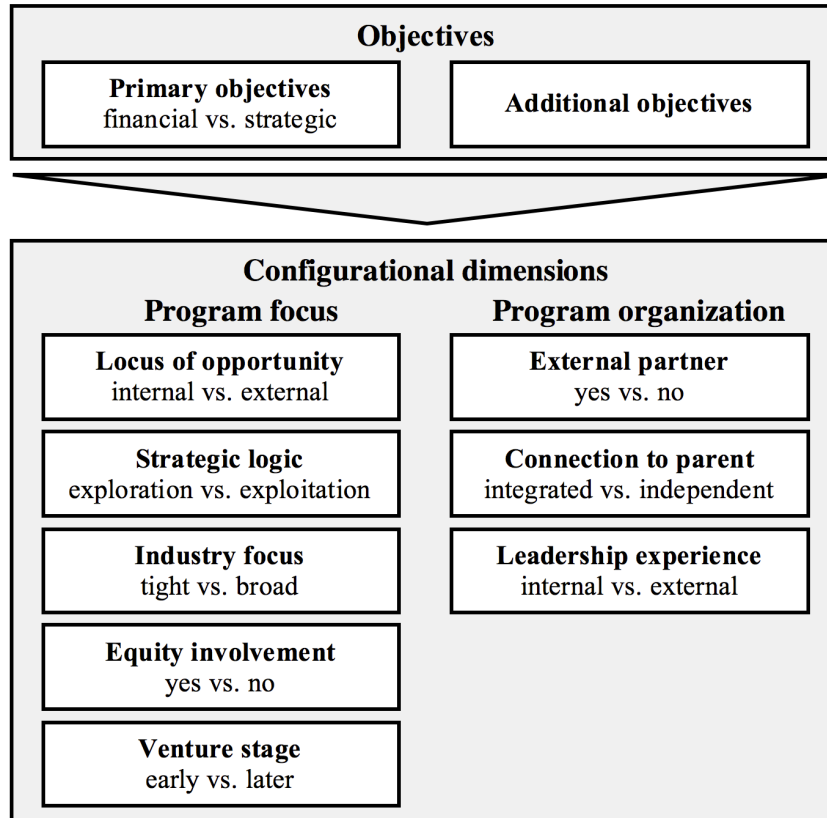 Objectives
Primary objectives
financial vs. strategic
Additional objectives
Configurational dimensions
Program focus
Locus of opportunity
internal vs. external
Strategic logic
exploration vs. exploitation
Industry focus
tight vs. broad
Equity involvement
yes vs. no
Venture stage
early vs. later
Program organization
External partner
yes vs. no
Connection to parent
integrated vs. independent
Leadership experience
internal vs. external